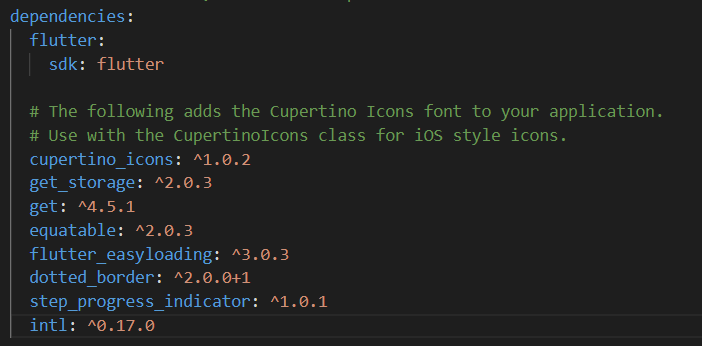 dependencies:
flutter:
sdk: flutter
# The following adds the Cupertino Icons font to your application.
# Use with the CupertinoIcons class for iOS style icons.
cupertino_icons: ^1.0.2
get_storage: ^2.0.3
get: ^4.5.1
equatable: ^2.0.3
flutter_easyloading: ^3.0.3
dotted_border: ^2.0.0+1
step_progress_indicator: ^1.0.1
intl: ^0.17.0